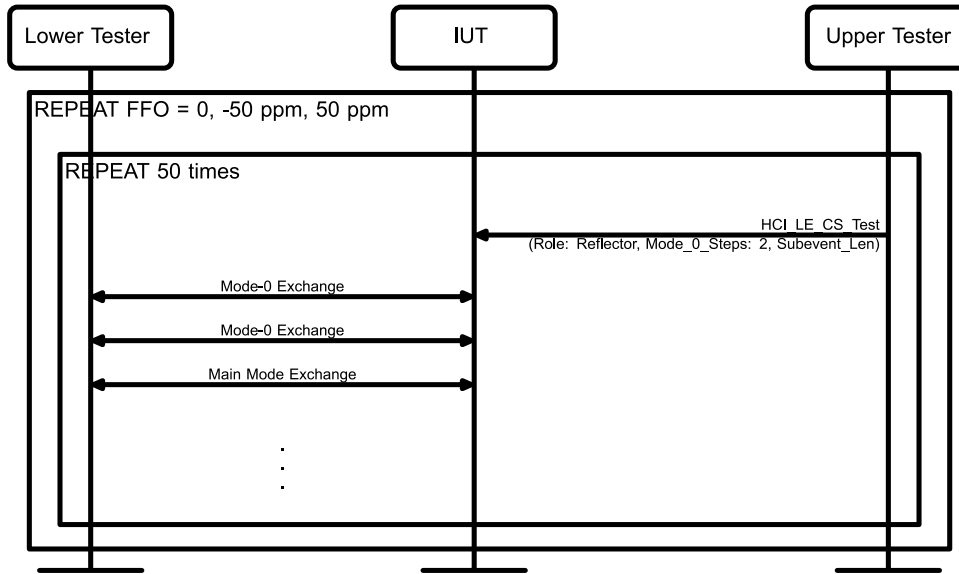 Lower Tester
IUT
Upper Tester
REPEAT FFO = 0, -50 ppm, 50 ppm
REPEAT 50 times
HCI_LE_CS_Test
(Role: Reflector, Mode_0_Steps: 2, Subevent_Len)
Mode-0 Exchange
Mode-0 Exchange
Main Mode Exchange
.
.
.